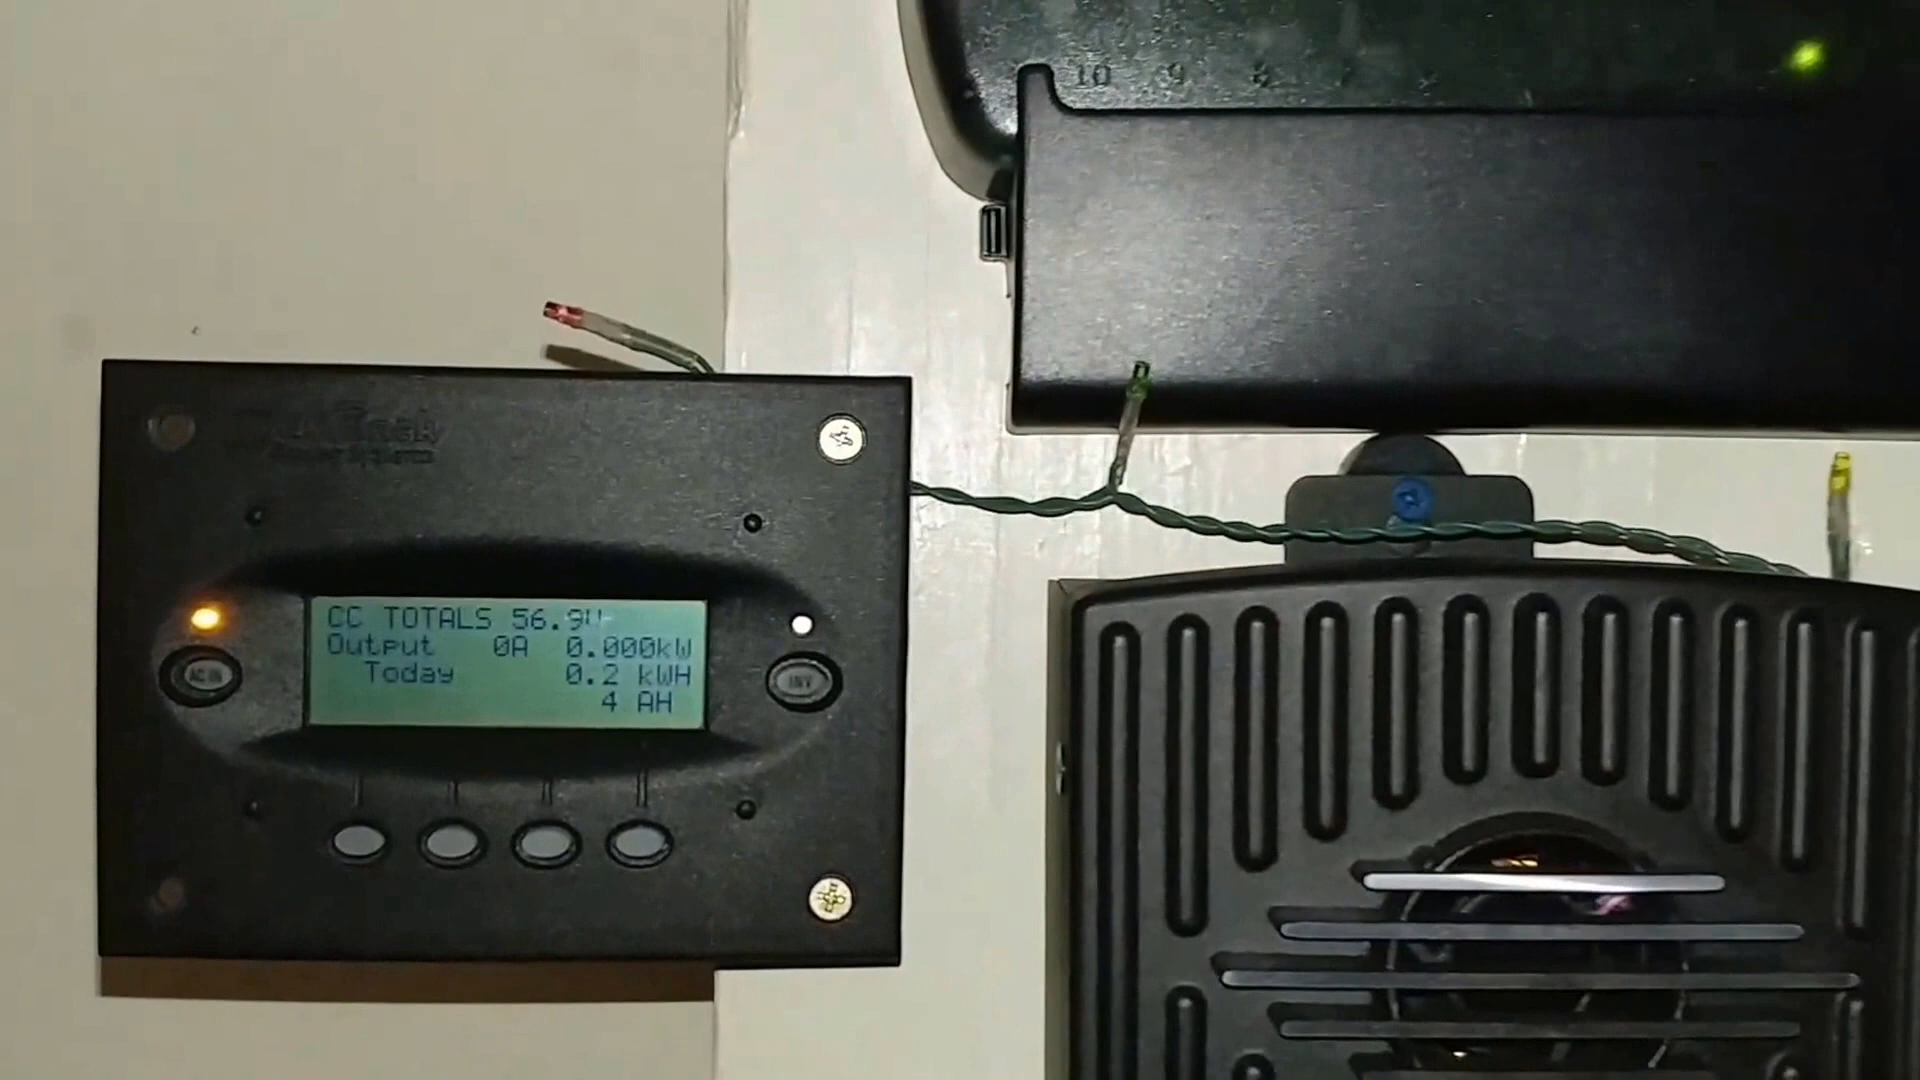 10 9 8 7
CC TOTALS 56.9V
Output 0A 0.000kW
Today 0.2 kWH
4 AH
AC IN
INV